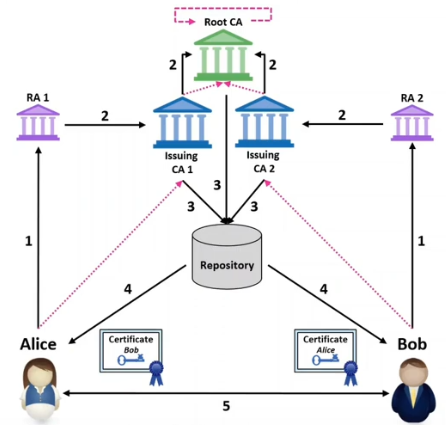 Root CA
2
2
RA 1
RA 2
2
2
Issuing
CA 1
Issuing
CA 2
3
3
3
1
1
Repository
4
4
Alice
Bob
Certificate
Bob
Certificate
Alice
5